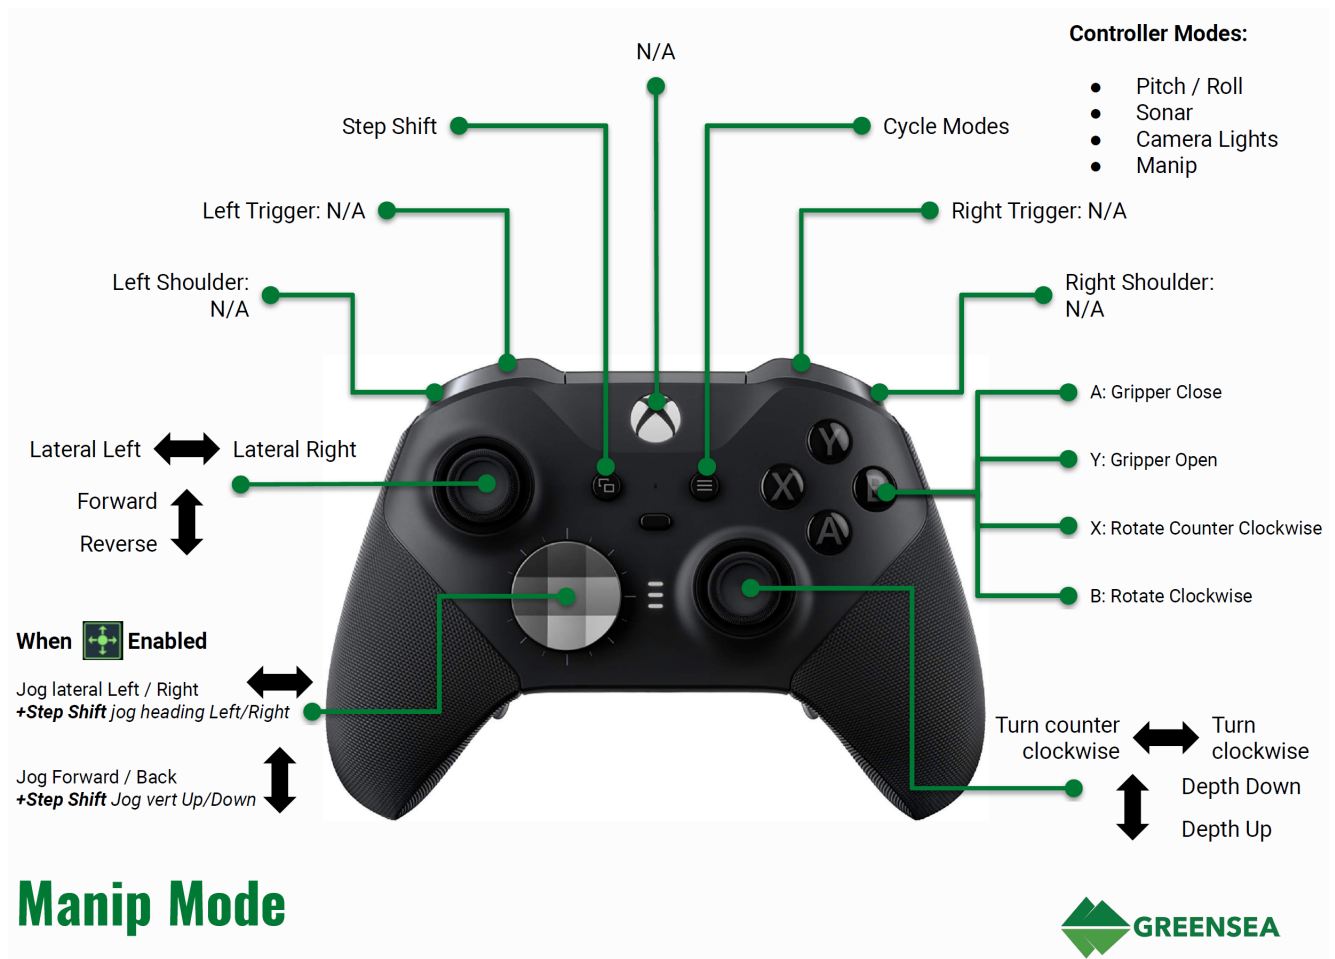 Controller Modes:
● Pitch / Roll
● Sonar
● Camera Lights
● Manip
N/A
Step Shift
Cycle Modes
Left Trigger: N/A
Right Trigger: N/A
Left Shoulder:
N/A
Right Shoulder:
N/A
A: Gripper Close
Y: Gripper Open
X: Rotate Counter Clockwise
B: Rotate Clockwise
Lateral Left
Lateral Right
Forward
Reverse
Y
X
B
A
When Enabled
Jog lateral Left / Right
+Step Shift jog heading Left/Right
Jog Forward / Back
+Step Shift Jog vert Up/Down
Turn counter
clockwise
Turn
clockwise
Depth Down
Depth Up
Manip Mode
GREENSEA